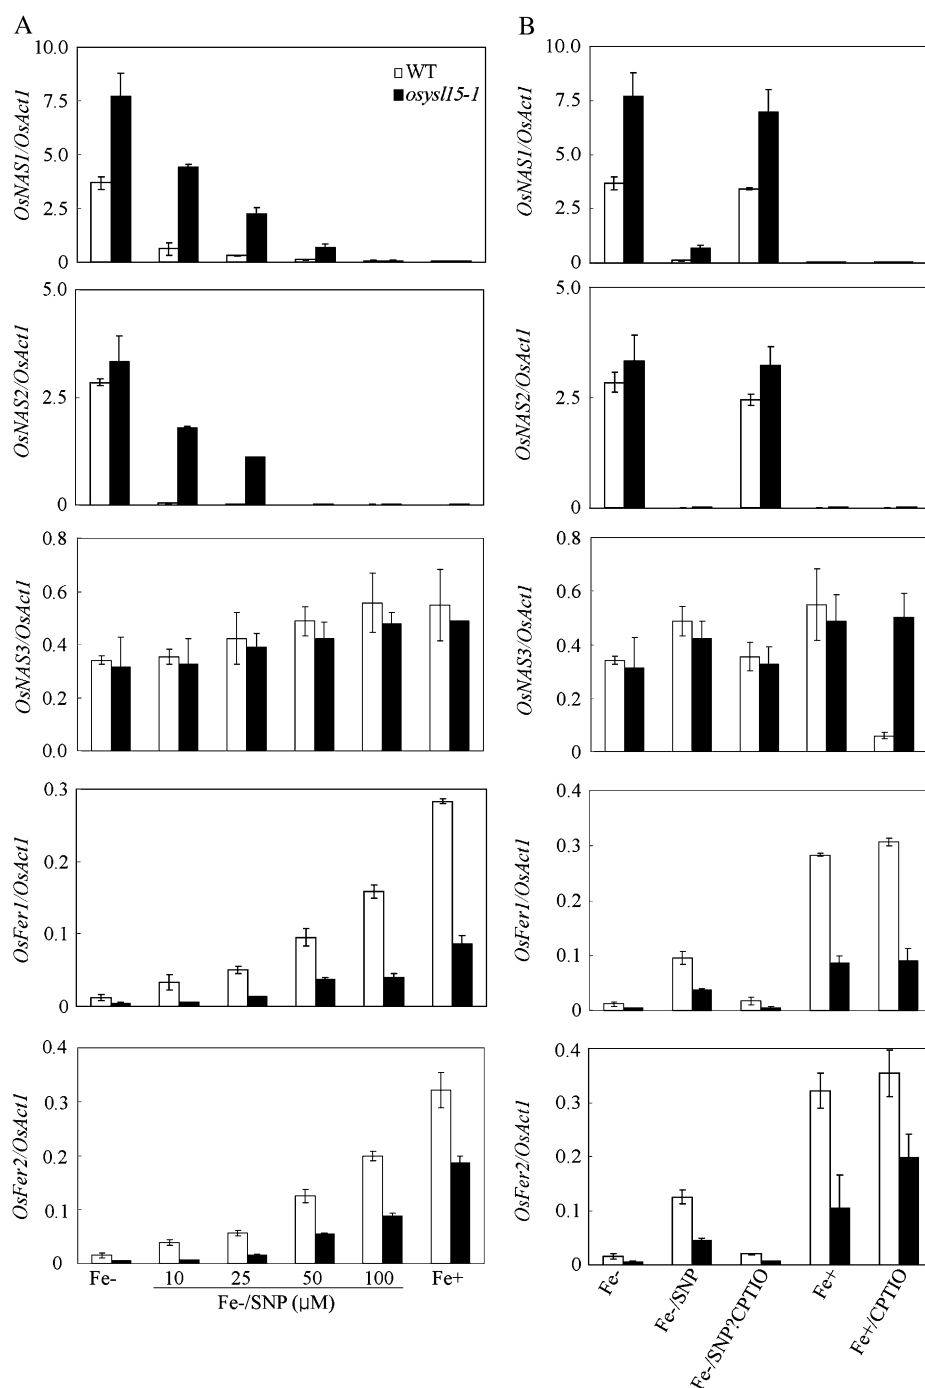 A
10.0
7.5
5.0
2.5
0
OsNAS1/OsAct1
WT
osysl15-1
5.0
2.5
0
OsNAS2/OsAct1
0.8
0.6
0.4
0.2
0.0
OsNAS3/OsAct1
0.3
0.2
0.1
0
OsFer1/OsAct1
0.4
0.3
0.2
0.1
0
OsFer2/OsAct1
Fe- 10 25 50 100 Fe+
Fe-/SNP (µM)
B
10.0
7.5
5.0
2.5
0
OsNAS1/OsAct1
5.0
2.5
0
OsNAS2/OsAct1
0.8
0.6
0.4
0.2
0
OsNAS3/OsAct1
0.4
0.3
0.2
0.1
0
OsFer1/OsAct1
0.4
0.3
0.2
0.1
0
OsFer2/OsAct1
Fe-
Fe-/SNP
Fe-/SNP?CPTIO
Fe+
Fe+/CPTIO